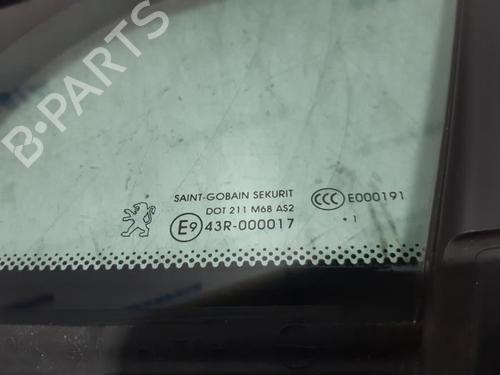 B-PARTS
SAINT-GOBAIN SEKURIT
DOT 211 M68 AS2
E9 43R-000017
CCC E000191
* 1